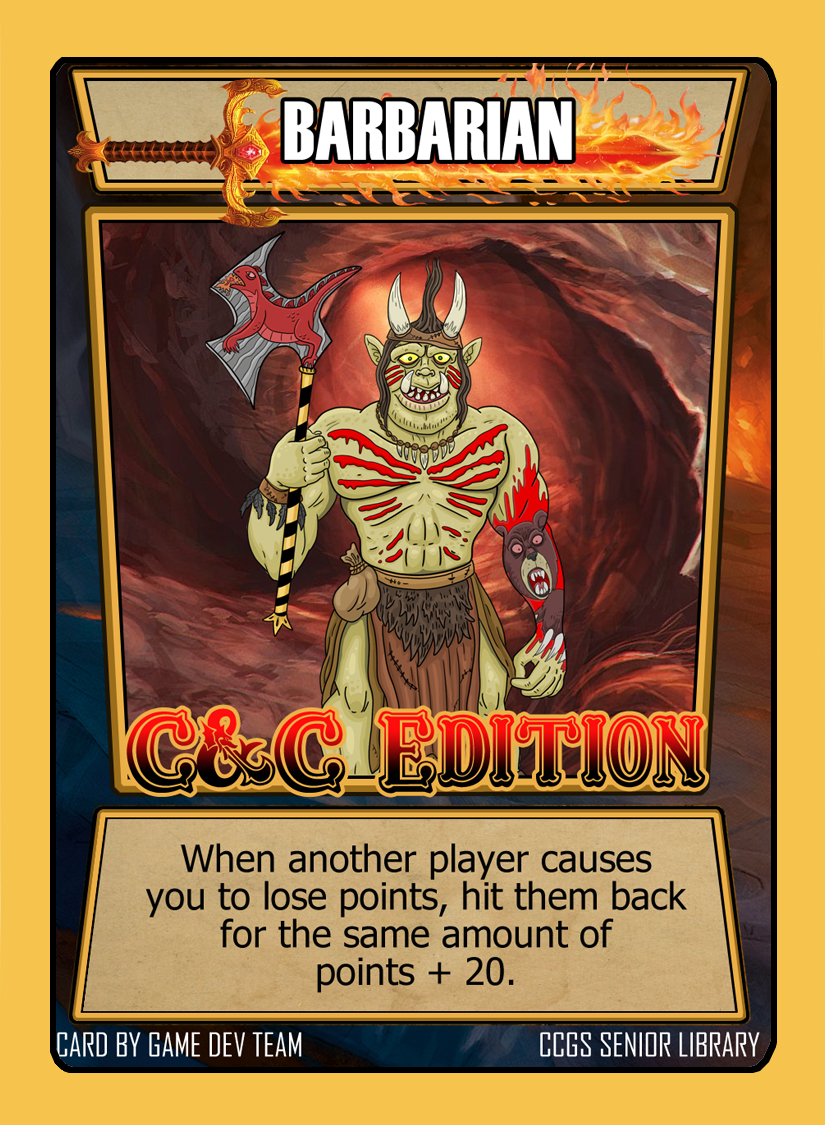 BARBARIAN
C&C EDITION
When another player causes
you to lose points, hit them back
for the same amount of
points + 20.
CARD BY GAME DEV TEAM
CCGS SENIOR LIBRARY